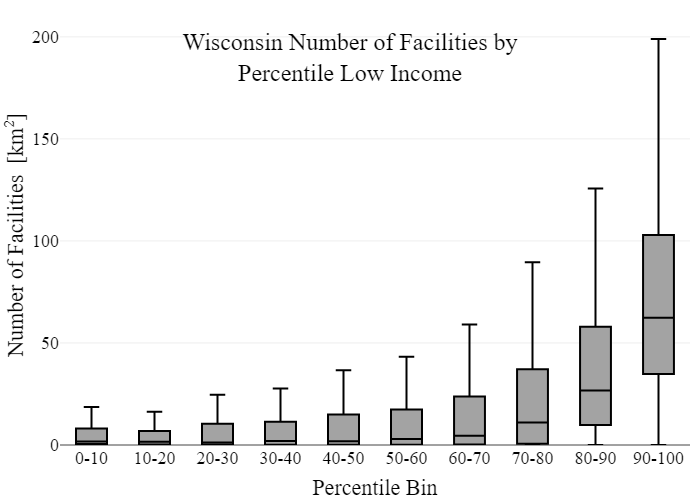 Wisconsin Number of Facilities by
Percentile Low Income
Number of Facilities [km²]
200
150
100
50
0
0-10 10-20 20-30 30-40 40-50 50-60 60-70 70-80 80-90 90-100
Percentile Bin